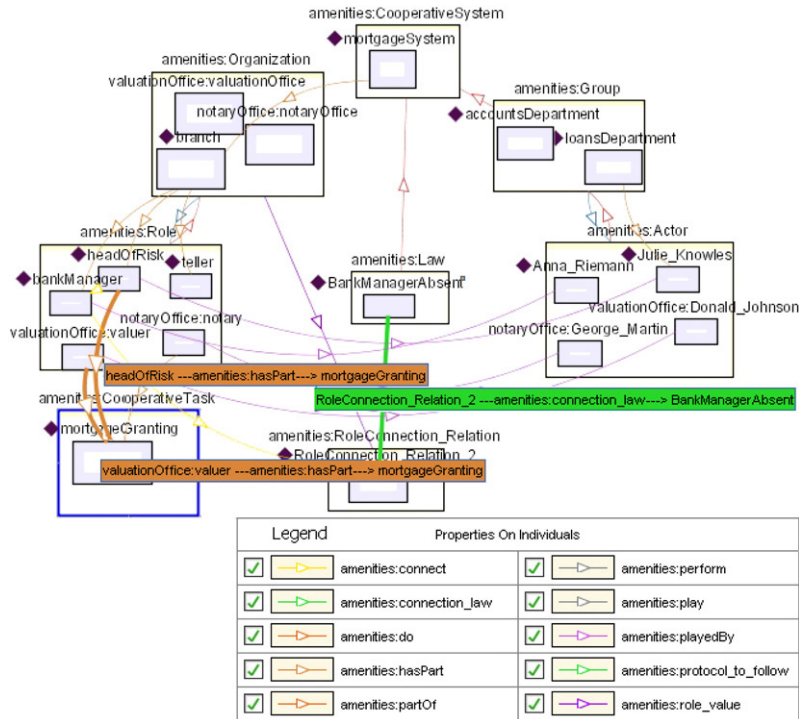 amenities:CooperativeSystem
mortgageSystem
amenities:Organization
valuationOffice:valuationOffice
notaryOffice:notaryOffice
branch
amenities:Group
accountsDepartment
loansDepartment
amenities:Role
headOfRisk
teller
bankManager
notaryOffice:notary
valuationOffice:valuer
amenities:Law
BankManagerAbsent
amenities:Actor
Julie_Knowles
Anna_Riemann
valuationOffice:Donald_Johnson
notaryOffice:George_Martin
headOfRisk ---amenities:hasPart---> mortgageGranting
RoleConnection_Relation_2 ---amenities:connection_law---> BankManagerAbsent
amenities:CooperativeTask
mortgageGranting
amenities:RoleConnection_Relation
RoleConnection_Relation_2
valuationOffice:valuer ---amenities:hasPart---> mortgageGranting
Legend
Properties On Individuals
amenities:connect
amenities:perform
amenities:connection_law
amenities:play
amenities:do
amenities:playedBy
amenities:hasPart
amenities:protocol_to_follow
amenities:partOf
amenities:role_value